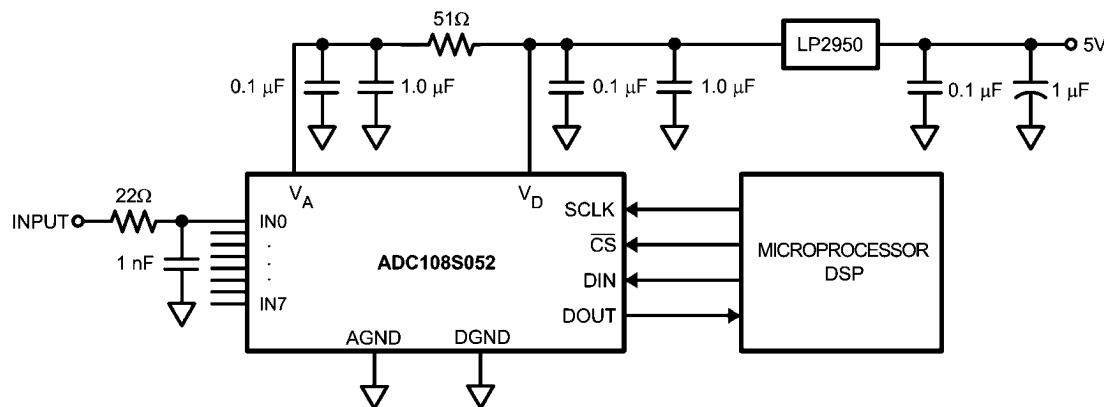 51Ω
LP2950
5V
0.1 µF
1.0 µF
0.1 µF
1.0 µF
0.1 µF
1 µF
22Ω
INPUT
1 nF
V_A
V_D
IN0
IN7
ADC108S052
SCLK
C̅S̅
DIN
DOUT
AGND
DGND
MICROPROCESSOR
DSP